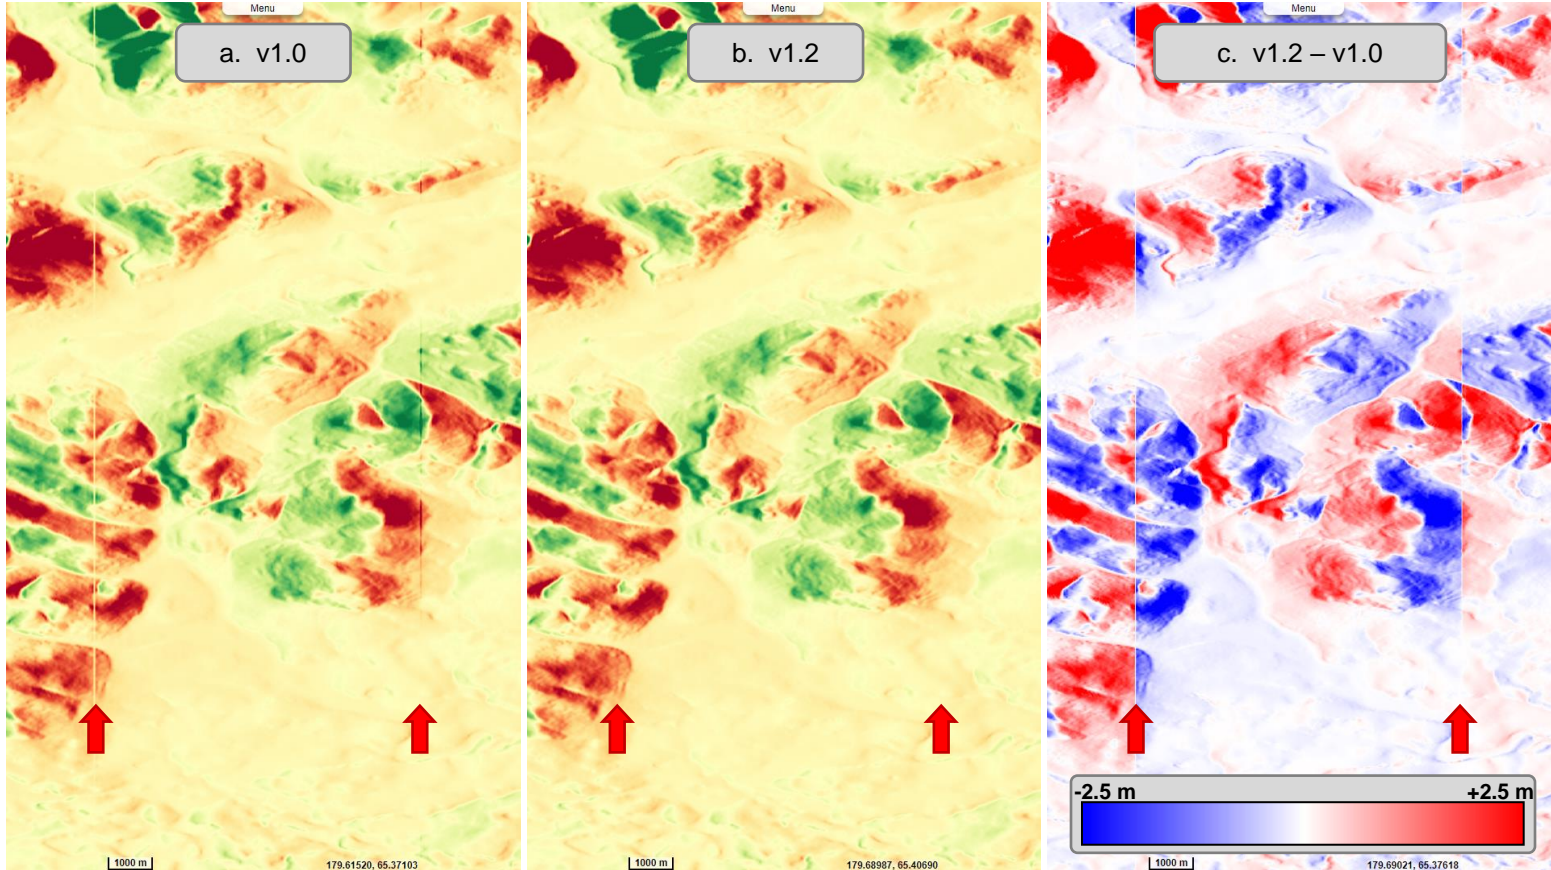 Menu
a. v1.0
1000 m
179.61520, 65.37103
Menu
b. v1.2
1000 m
179.68987, 65.40690
Menu
c. v1.2 – v1.0
-2.5 m +2.5 m
1000 m
179.69021, 65.37618